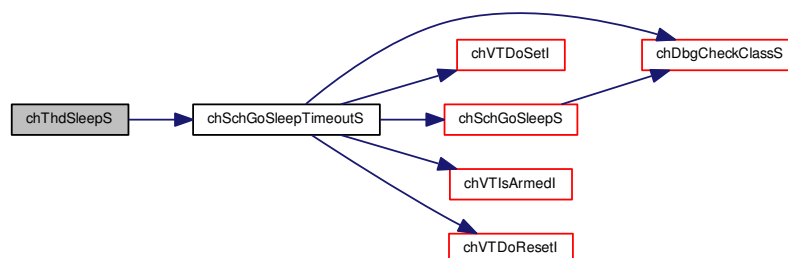 chThdSleepS
chSchGoSleepTimeoutS
chVTDoSetI
chDbgCheckClassS
chSchGoSleepS
chVTIsArmedI
chVTDoResetI